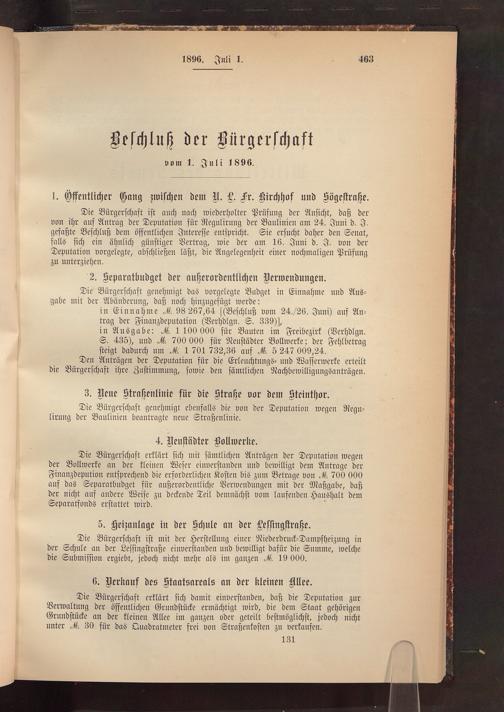 1896. Juli 1.
463
Beschluß der Bürgerschaft
vom 1. Juli 1896.
1. Öffentlicher Gang zwischen dem U. L. Fr. Kirchhof und Sögestraße.
Die Bürgerschaft ist auch nach wiederholter Prüfung der Ansicht, daß der
von ihr auf Antrag der Deputation für Regulirung der Baulinien am 24. Juni d. J.
gefaßte Beschluß dem öffentlichen Interesse entspricht. Sie ersucht daher den Senat,
falls sich ein ähnlich günstiger Vertrag, wie der am 16. Juni d. J. von der
Deputation vorgelegte, abschließen läßt, die Angelegenheit einer nochmaligen Prüfung
zu unterziehen.
2. Separatbudget der außerordentlichen Verwendungen.
Die Bürgerschaft genehmigt das vorgelegte Budget in Einnahme und Aus-
gabe mit der Abänderung, daß noch hinzugefügt werde:
in Einnahme ℳ. 98 267,64 [(Beschluß vom 24./26. Juni) auf An-
trag der Finanzdeputation (Verhdlgn. S. 339)],
in Ausgabe: ℳ. 1 100 000 für Bauten im Freibezirk (Verhdlgn.
S. 435), und ℳ. 700 000 für Neustädter Bollwerke; der Fehlbetrag
steigt dadurch um ℳ. 1 701 732,36 auf ℳ. 5 247 009,24.
Den Anträgen der Deputation für die Erleuchtungs- und Wasserwerke erteilt
die Bürgerschaft ihre Zustimmung, sowie den sämtlichen Nachbewilligungsanträgen.
3. Neue Straßenlinie für die Straße vor dem Steinthor.
Die Bürgerschaft genehmigt ebenfalls die von der Deputation wegen Regu-
lirung der Baulinien beantragte neue Straßenlinie.
4. Neustädter Bollwerke.
Die Bürgerschaft erklärt sich mit sämtlichen Anträgen der Deputation wegen
der Bollwerke an der kleinen Weser einverstanden und bewilligt dem Antrage der
Finanzdepution entsprechend die erforderlichen Kosten bis zum Betrage von ℳ. 700 000
auf das Separatbudget für außerordentliche Verwendungen mit der Maßgabe, daß
der nicht auf andere Weise zu deckende Teil demnächst vom laufenden Haushalt dem
Separatfonds erstattet wird.
5. Heizanlage in der Schule an der Lessingstraße.
Die Bürgerschaft ist mit der Herstellung einer Niederdruck-Dampfheizung in
der Schule an der Lessingstraße einverstanden und bewilligt dafür die Summe, welche
die Submission ergiebt, jedoch nicht mehr als im ganzen ℳ. 19 000.
6. Verkauf des Staatsareals an der kleinen Allee.
Die Bürgerschaft erklärt sich damit einverstanden, daß die Deputation zur
Verwaltung der öffentlichen Grundstücke ermächtigt wird, die dem Staat gehörigen
Grundstücke an der kleinen Allee im ganzen oder geteilt bestmöglichst, jedoch nicht
unter ℳ. 30 für das Quadratmeter frei von Straßenkosten zu verkaufen.
131